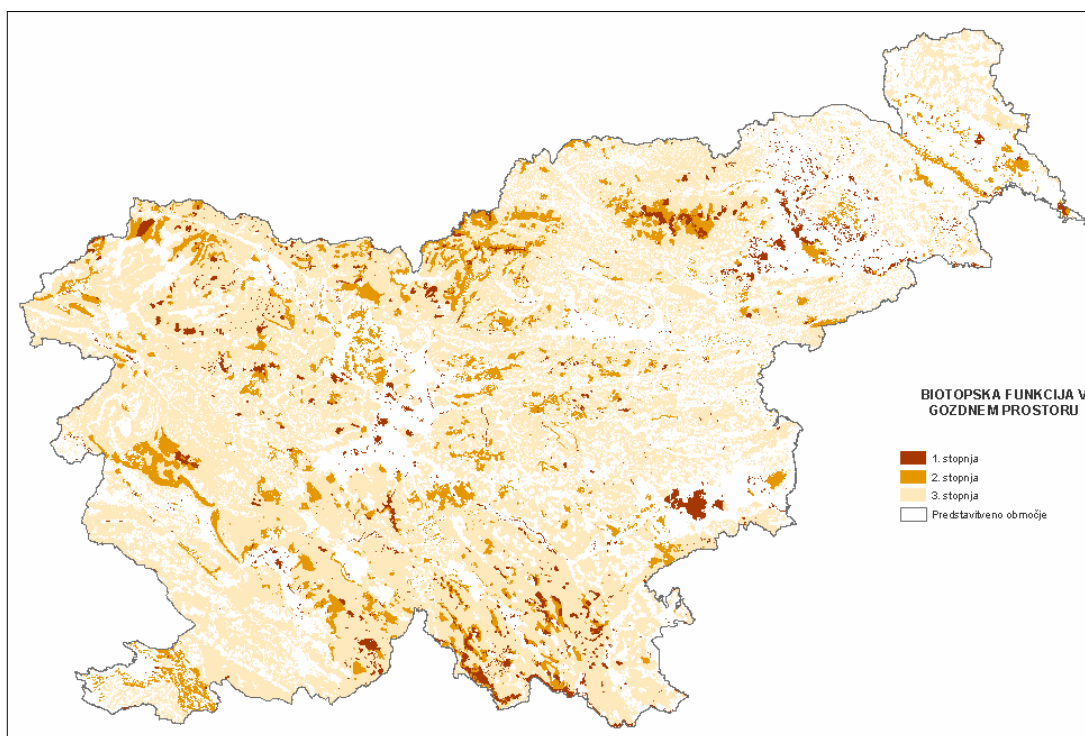 BIOTOPSKA FUNKCIJA V
GOZDNEM PROSTORU
1. stopnja
2. stopnja
3. stopnja
Predstavitveno območje